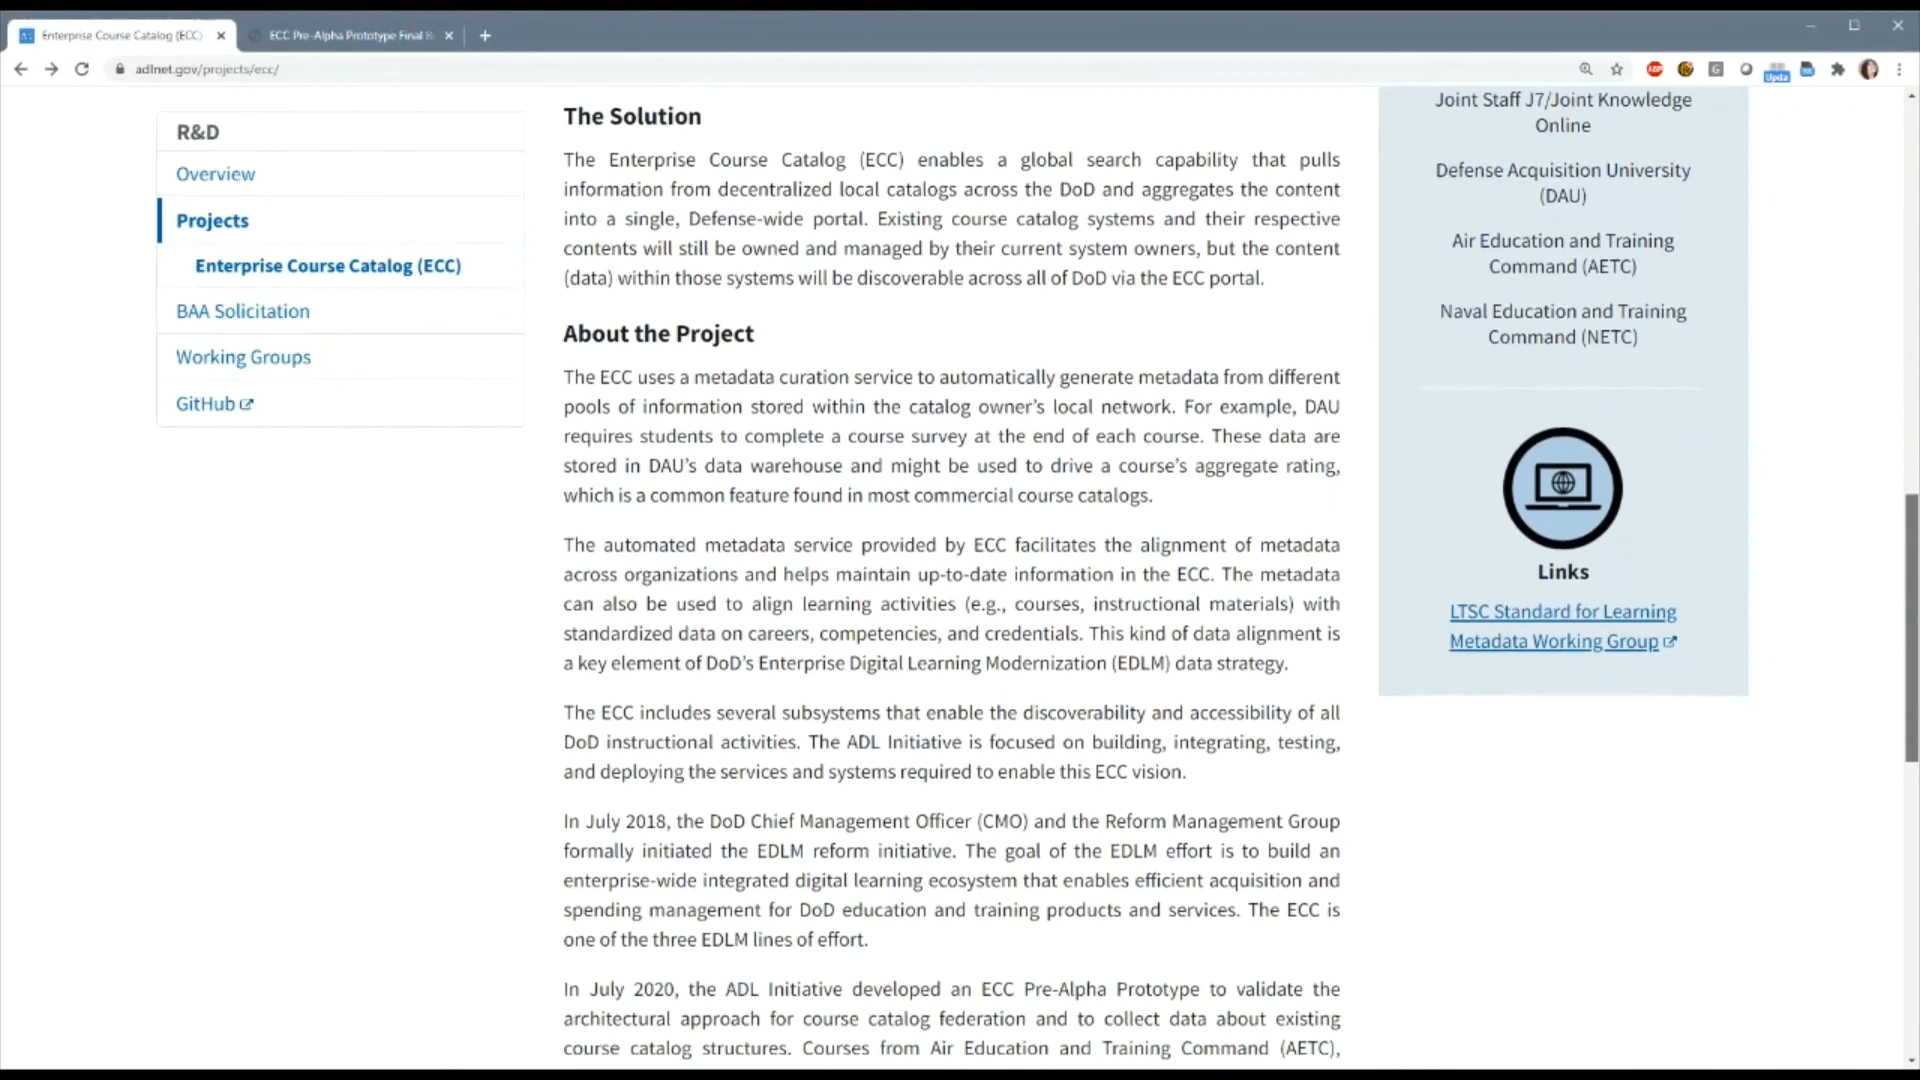 Enterprise Course Catalog (ECC)
ECC Pre-Alpha Prototype Final R
adlnet.gov/projects/ecc/
ABP
G
Upda
R&D
Overview
Projects
Enterprise Course Catalog (ECC)
BAA Solicitation
Working Groups
GitHub
The Solution
The Enterprise Course Catalog (ECC) enables a global search capability that pulls
information from decentralized local catalogs across the DoD and aggregates the content
into a single, Defense-wide portal. Existing course catalog systems and their respective
contents will still be owned and managed by their current system owners, but the content
(data) within those systems will be discoverable across all of DoD via the ECC portal.
About the Project
The ECC uses a metadata curation service to automatically generate metadata from different
pools of information stored within the catalog owner's local network. For example, DAU
requires students to complete a course survey at the end of each course. These data are
stored in DAU's data warehouse and might be used to drive a course's aggregate rating,
which is a common feature found in most commercial course catalogs.
The automated metadata service provided by ECC facilitates the alignment of metadata
across organizations and helps maintain up-to-date information in the ECC. The metadata
can also be used to align learning activities (e.g., courses, instructional materials) with
standardized data on careers, competencies, and credentials. This kind of data alignment is
a key element of DoD's Enterprise Digital Learning Modernization (EDLM) data strategy.
The ECC includes several subsystems that enable the discoverability and accessibility of all
DoD instructional activities. The ADL Initiative is focused on building, integrating, testing,
and deploying the services and systems required to enable this ECC vision.
In July 2018, the DoD Chief Management Officer (CMO) and the Reform Management Group
formally initiated the EDLM reform initiative. The goal of the EDLM effort is to build an
enterprise-wide integrated digital learning ecosystem that enables efficient acquisition and
spending management for DoD education and training products and services. The ECC is
one of the three EDLM lines of effort.
In July 2020, the ADL Initiative developed an ECC Pre-Alpha Prototype to validate the
architectural approach for course catalog federation and to collect data about existing
course catalog structures. Courses from Air Education and Training Command (AETC),
Joint Staff J7/Joint Knowledge
Online
Defense Acquisition University
(DAU)
Air Education and Training
Command (AETC)
Naval Education and Training
Command (NETC)
Links
LTSC Standard for Learning
Metadata Working Group